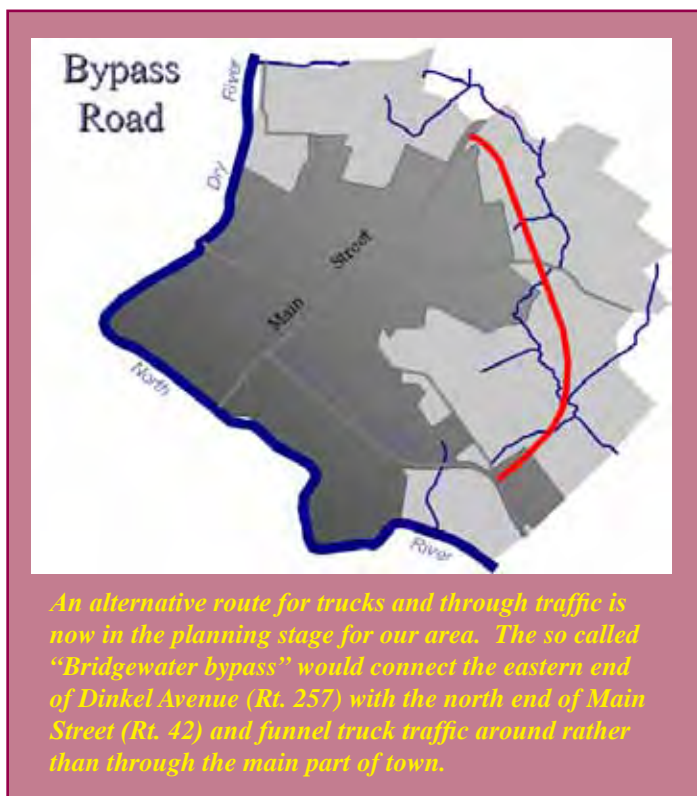 Bypass
Road
River
Dry
Street
Main
North
River
An alternative route for trucks and through traffic is
now in the planning stage for our area.  The so called
“Bridgewater bypass” would connect the eastern end
of Dinkel Avenue (Rt. 257) with the north end of Main
Street (Rt. 42) and funnel truck traffic around rather
than through the main part of town.